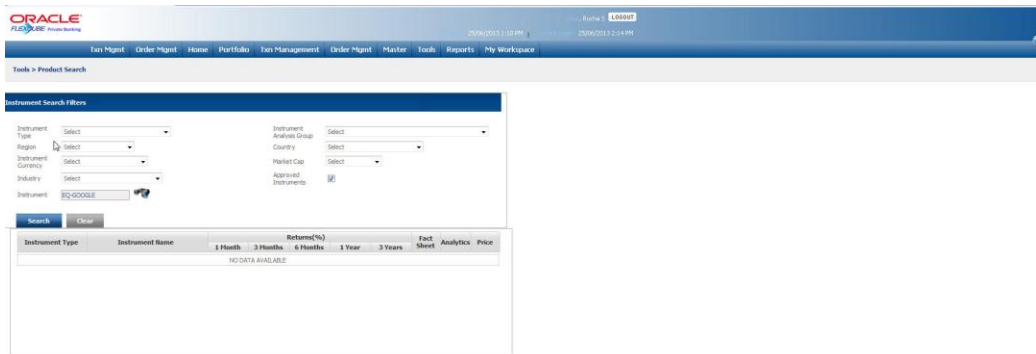 ORACLE
FLEXCUBE Private Banking
LOGOUT
25/06/2013 2:14 PM
Txn Mgmt Order Mgmt Home Portfolio Txn Management Order Mgmt Master Tools Reports My Workspace
Tools > Product Search
Instrument Search Filters
Instrument Type Select Instrument Analysis Group Select
Region Select Country Select
Instrument Currency Select Market Cap Select
Industry Select Approved Instruments
Instrument EQ-GOOGLE
Search Clear
Instrument Type Instrument Name Returns(%) Fact Sheet Analytics Price
1 Month 3 Months 6 Months 1 Year 3 Years
NO DATA AVAILABLE